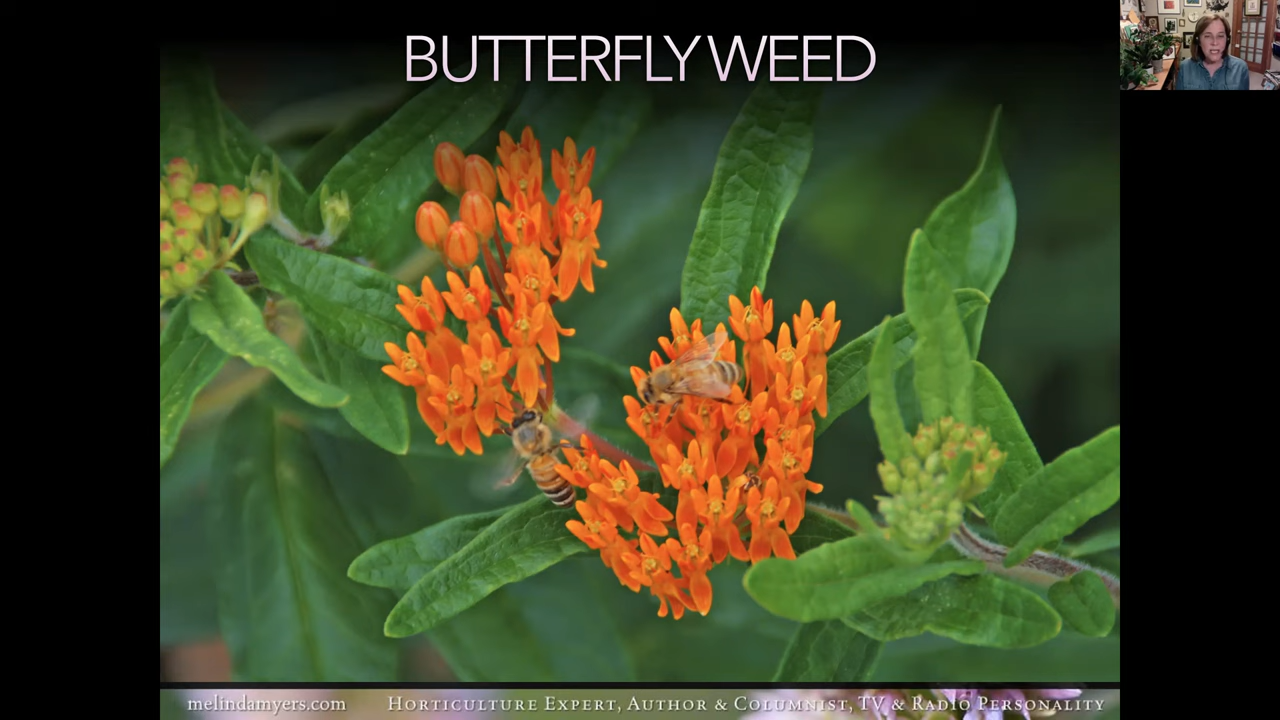 BUTTERFLY WEED
melindamyers.com Horticulture Expert, Author & Columnist, TV & Radio Personality